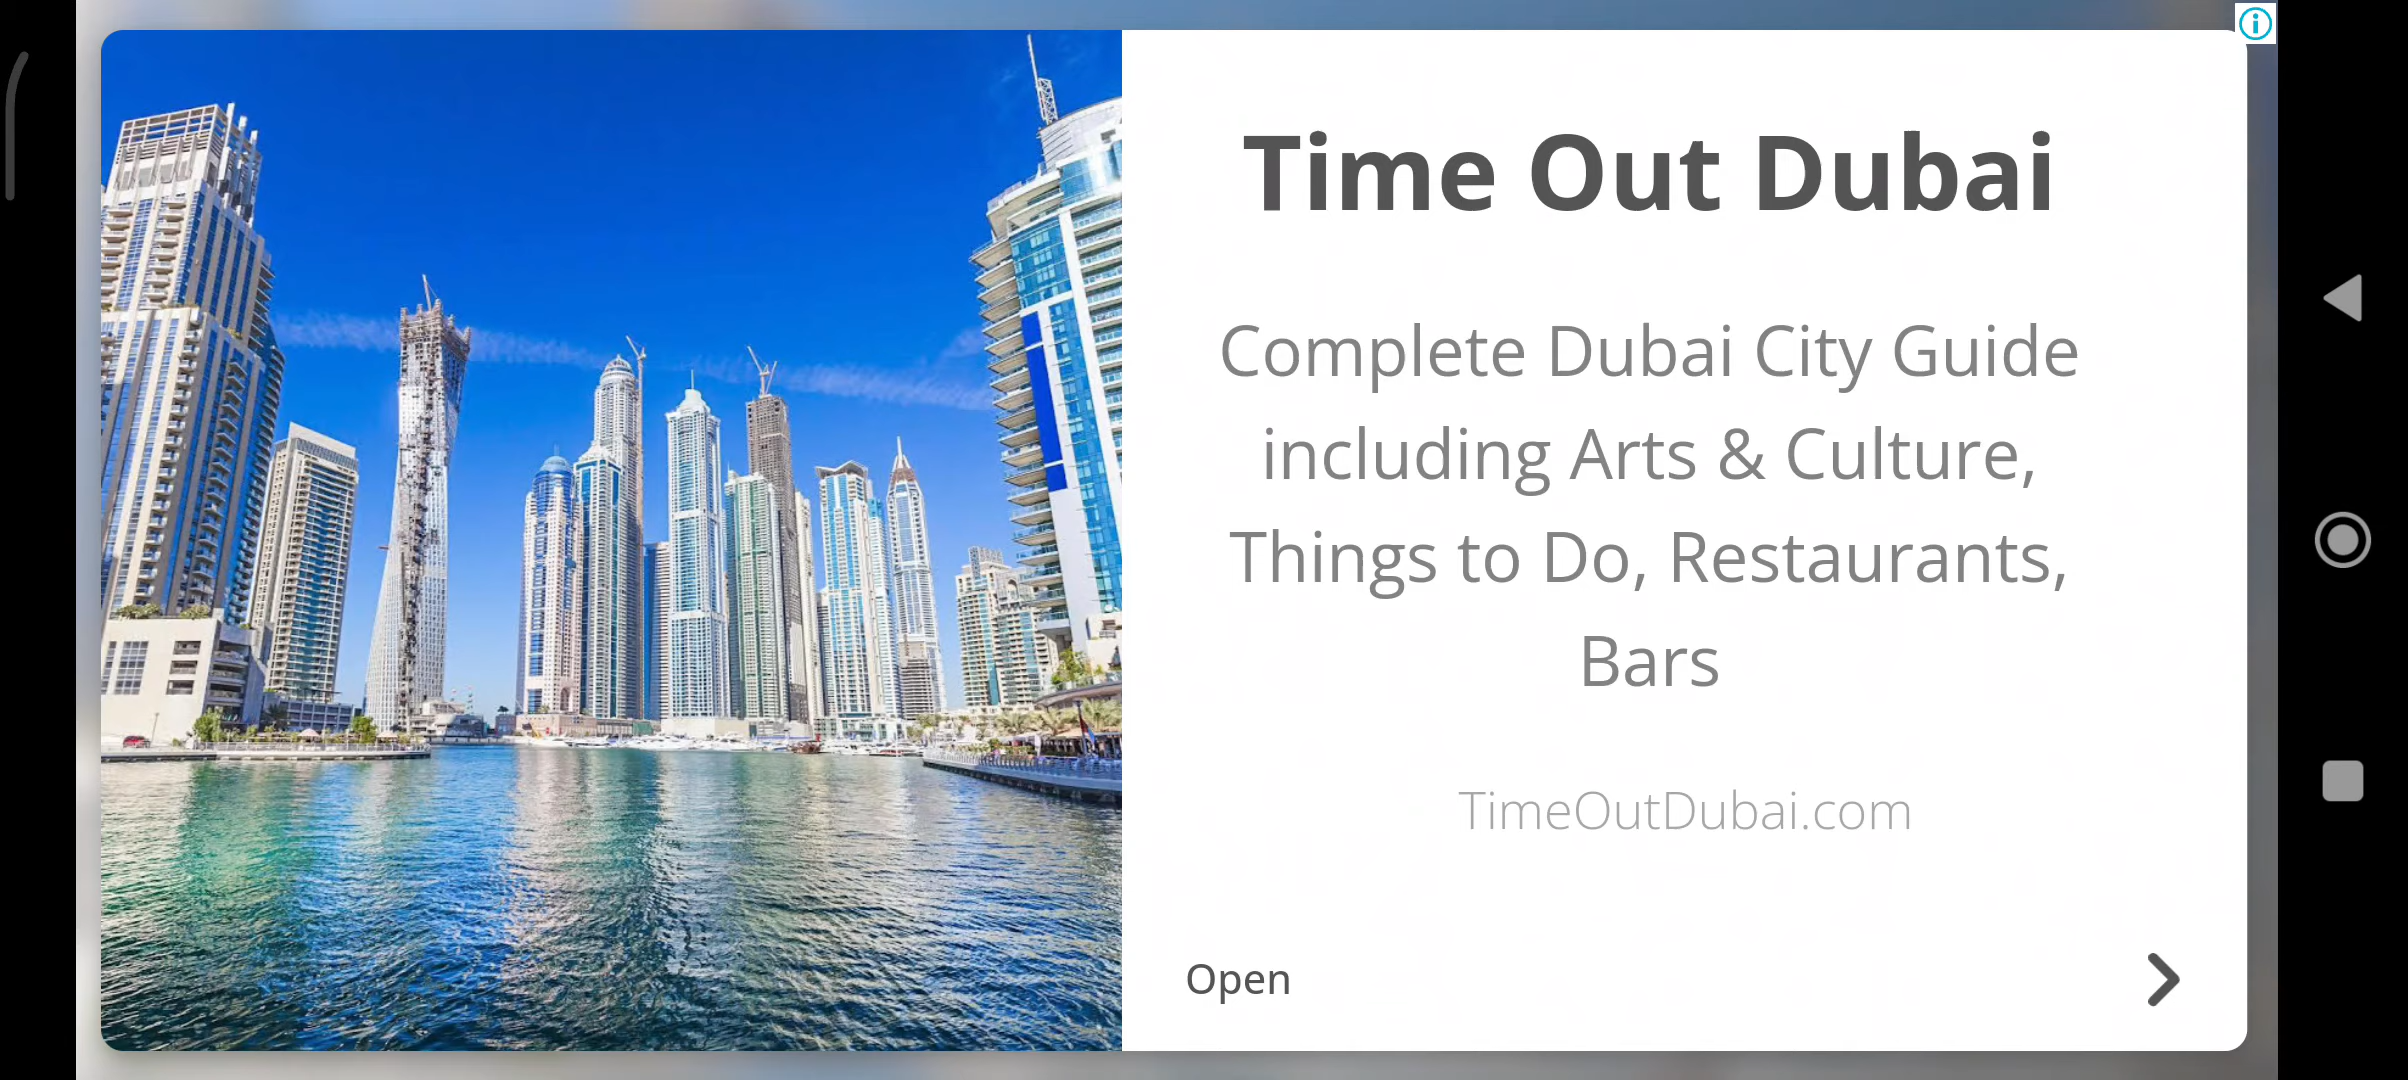 Time Out Dubai
Complete Dubai City Guide
including Arts & Culture,
Things to Do, Restaurants,
Bars
TimeOutDubai.com
Open